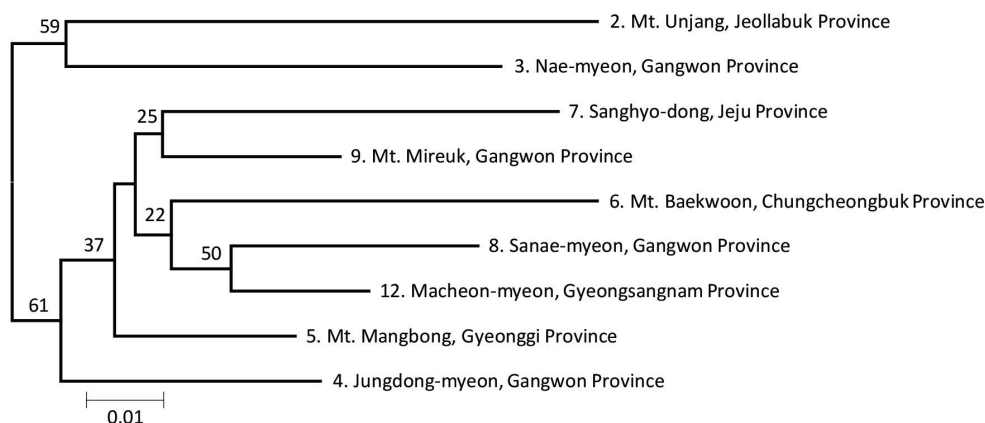 59
2. Mt. Unjang, Jeollabuk Province
3. Nae-myeon, Gangwon Province
25
7. Sanghyo-dong, Jeju Province
9. Mt. Mireuk, Gangwon Province
22
6. Mt. Baekwoon, Chungcheongbuk Province
37
50
8. Sanae-myeon, Gangwon Province
12. Macheon-myeon, Gyeongsangnam Province
61
5. Mt. Mangbong, Gyeonggi Province
4. Jungdong-myeon, Gangwon Province
0.01